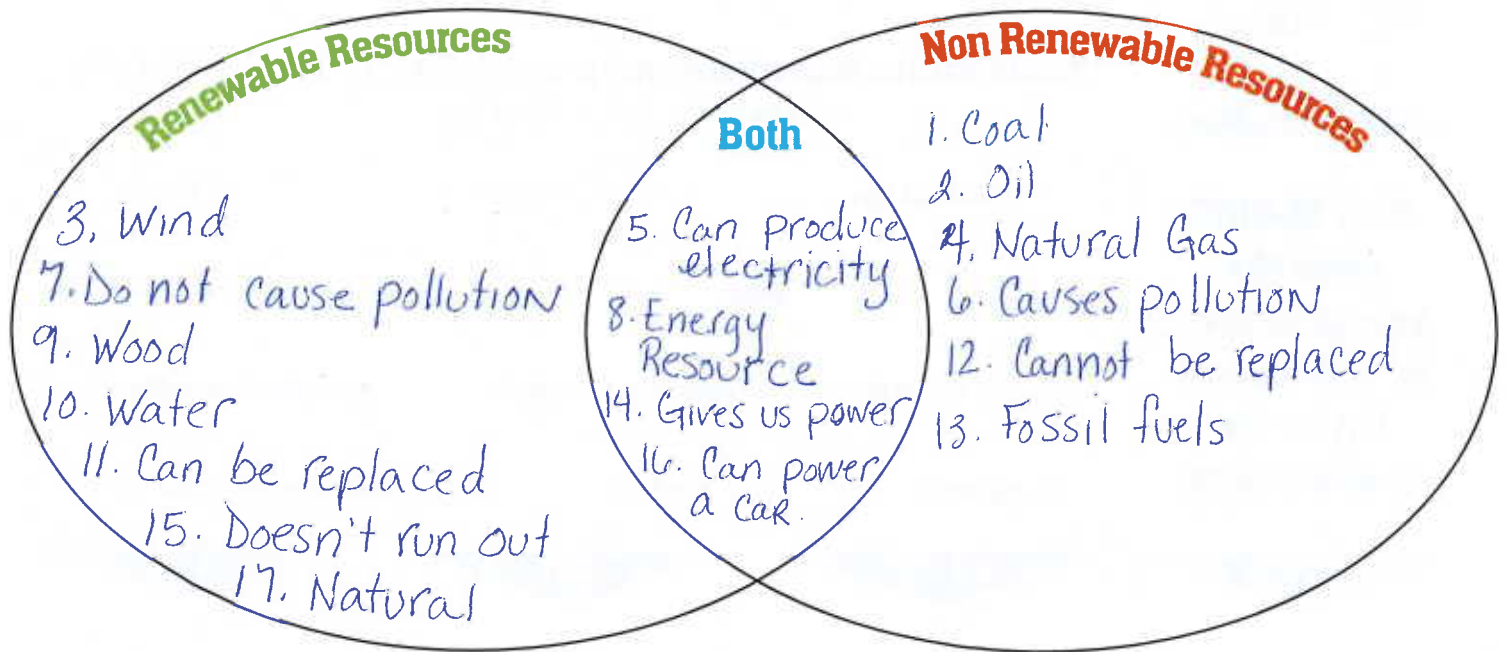 Renewable Resources
3. Wind
7. Do not cause pollution
9. Wood
10. Water
11. Can be replaced
15. Doesn't run out
17. Natural
Both
5. Can produce
electricity
8. Energy
Resource
14. Gives us power
16. Can power
a car.
Non Renewable Resources
1. Coal
2. Oil
4. Natural Gas
6. Causes pollution
12. Cannot be replaced
13. Fossil fuels